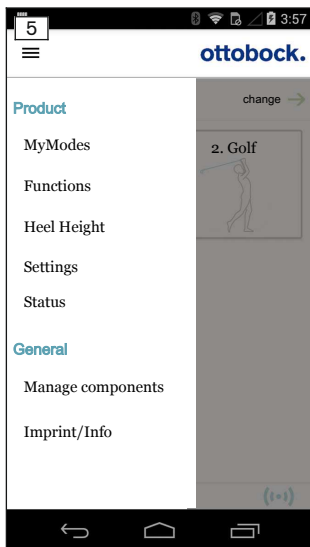 5
3:57
ottobock.
Product
change
MyModes
2. Golf
Functions
Heel Height
Settings
Status
General
Manage components
Imprint/Info